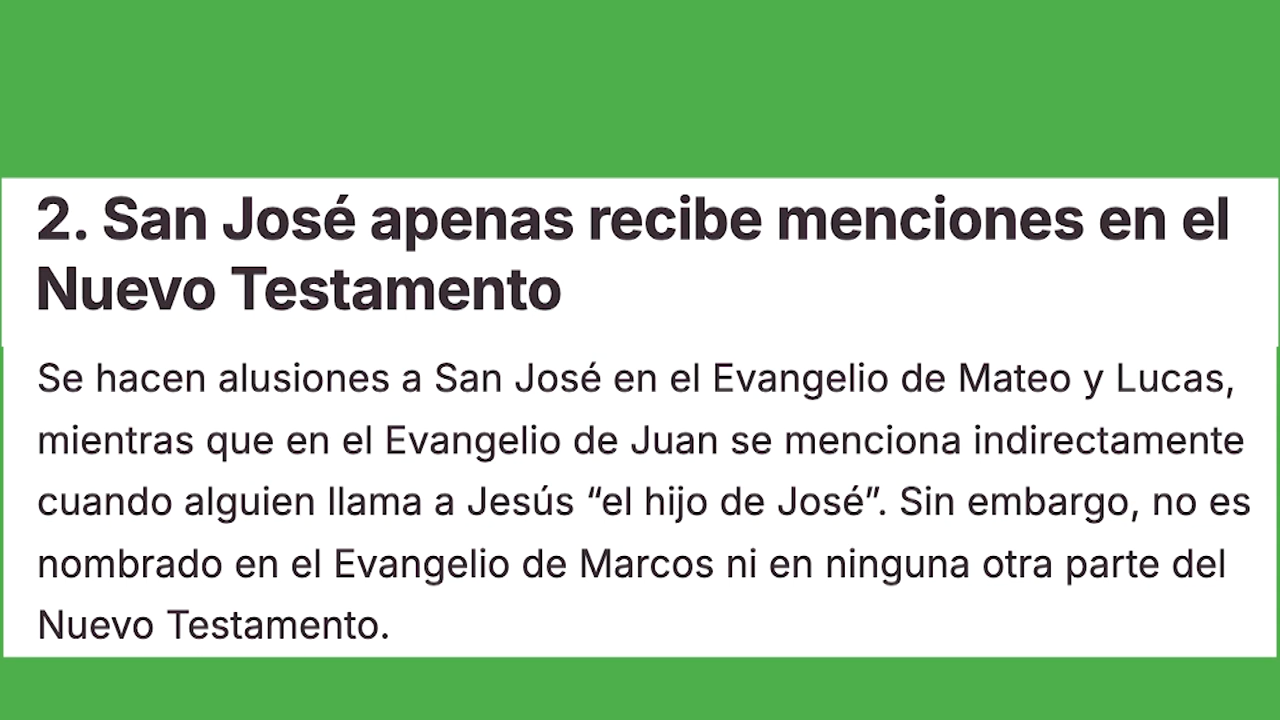 2. San José apenas recibe menciones en el
Nuevo Testamento
Se hacen alusiones a San José en el Evangelio de Mateo y Lucas,
mientras que en el Evangelio de Juan se menciona indirectamente
cuando alguien llama a Jesús “el hijo de José”. Sin embargo, no es
nombrado en el Evangelio de Marcos ni en ninguna otra parte del
Nuevo Testamento.